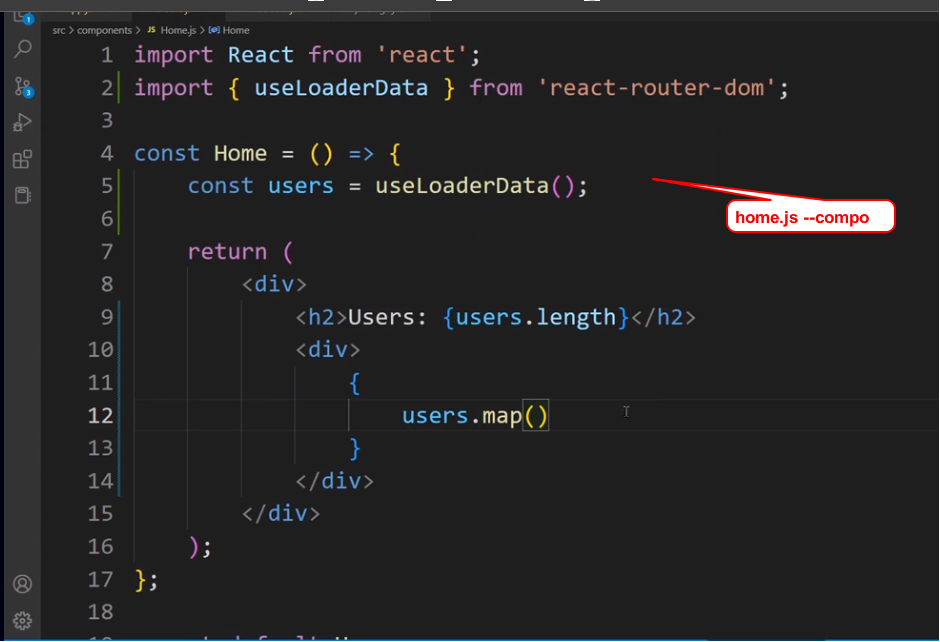 1
src > components > JS Home.js > Home
1 import React from 'react';
2 import { useLoaderData } from 'react-router-dom';
3
4 const Home = () => {
5 const users = useLoaderData();
home.js --compo
6
7 return (
8 <div>
9 <h2>Users: {users.length}</h2>
10 <div>
11 {
12 users.map()
13 }
14 </div>
15 </div>
16 );
17 };
18
3